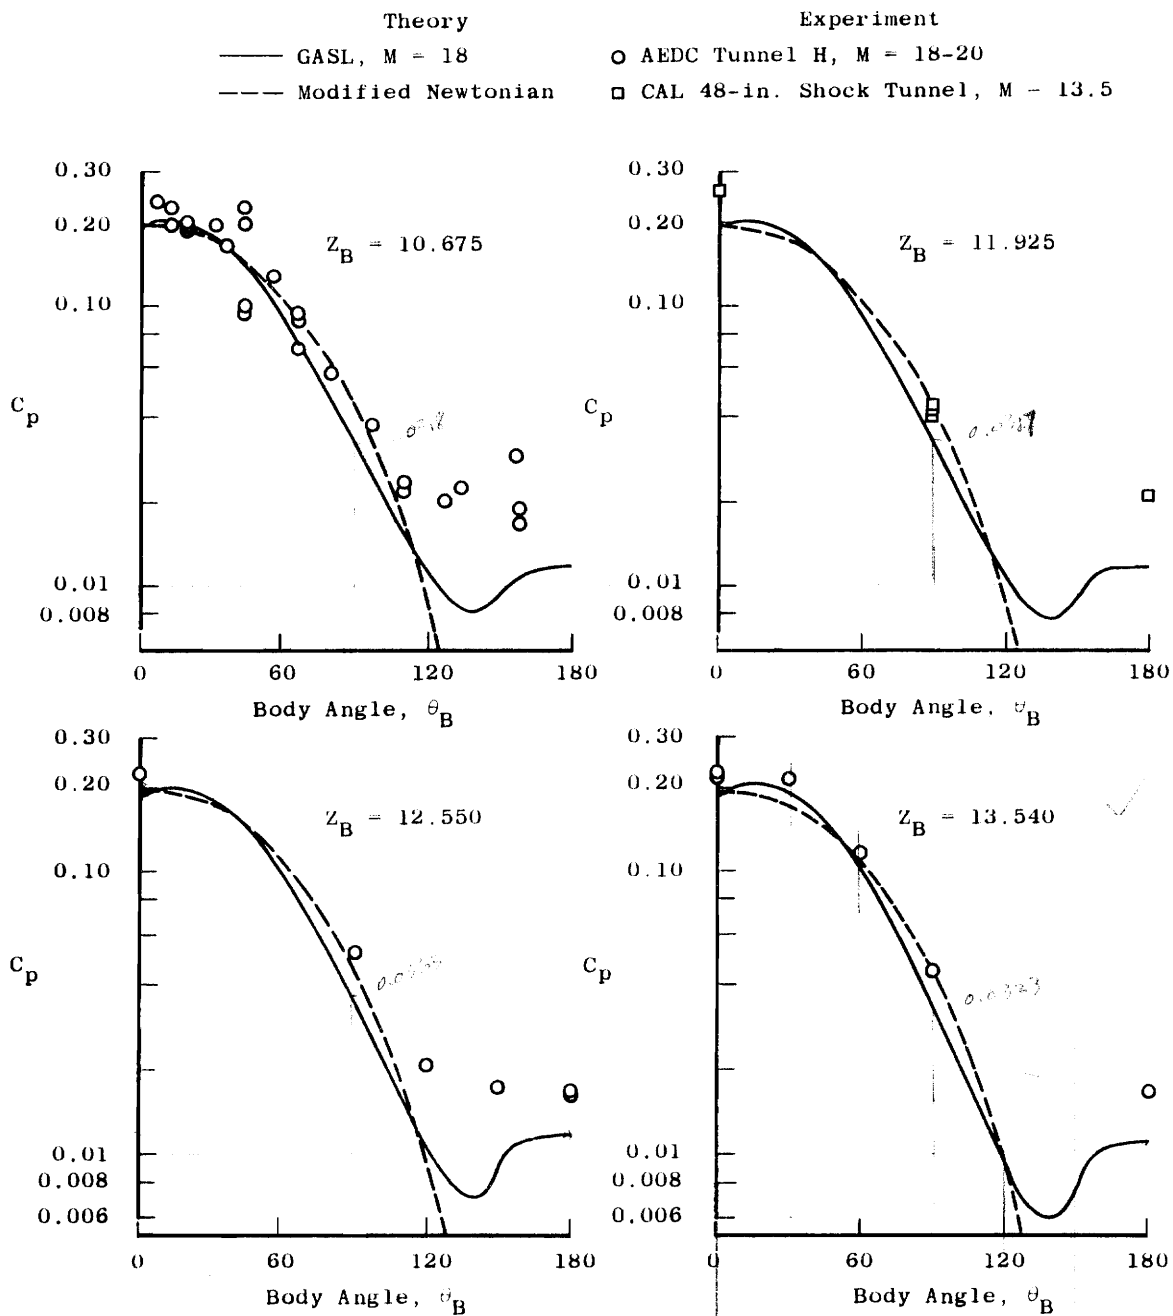 Theory
Experiment
GASL, M = 18
AEDC Tunnel H, M = 18-20
Modified Newtonian
CAL 48-in. Shock Tunnel, M - 13.5
0.30
0.20
0.10
C_p
0.01
0.008
Z_B = 10.675
0 60 120 180
Body Angle, θ_B
0.30
0.20
0.10
C_p
0.01
0.008
Z_B = 11.925
0 60 120 180
Body Angle, θ_B
0.30
0.20
0.10
C_p
0.01
0.008
0.006
Z_B = 12.550
0 60 120 180
Body Angle, θ_B
0.30
0.20
0.10
C_p
0.01
0.008
0.006
Z_B = 13.540
0.0323
0 60 120 180
Body Angle, θ_B